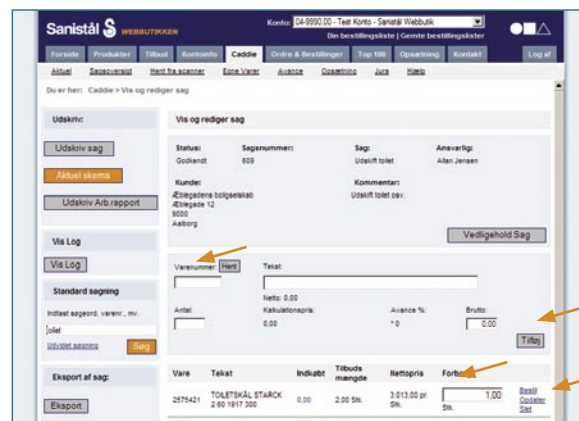 Sanistål S WEBBUTIKKEN
Konto: 04-9990.00 - Test Konto - Sanistål Webbutik
Din bestillingsliste | Gemte bestillingslister
Forside Produkter Tilbud Kontoinfo Caddie Ordre & Bestillinger Top 100 Opsætning Kontakt Log af
Aktuel Sagsoversigt Hent fra scanner Egne Varer Avance Opsætning Jura Hjælp
Du er her: Caddie > Vis og rediger sag
Udskriv: Vis og rediger sag
Udskriv sag
Aktuel skema
Udskriv Arb.rapport
Status: Sagsnummer: Sag: Ansvarlig:
Godkendt 609 Udskift toilet Allan Jensen
Kunde: Kommentar:
Æblegadens boligselskab Udskift toilet osv.
Æblegade 12
9000
Aalborg
Vedligehold Sag
Vis Log
Vis Log
Varenummer Hent Tekst:
Netto: 0,00
Antal: Kalkulationspris: Avance %: Brutto:
0,00 * 0 0,00
Tilføj
Standard søgning
Indtast søgeord, varenr., mv.
toilet
Udvidet søgning Søg
Eksport af sag:
Eksport
Vare Tekst Indkøbt Tilbuds mængde Nettopris
2575421 TOILETSKÅL STARCK 0,00 2,00 Stk. 3.013,00 pr. 1,00 Bestil
2 60 1917 300 Stk. Stk. Opdater
Slet